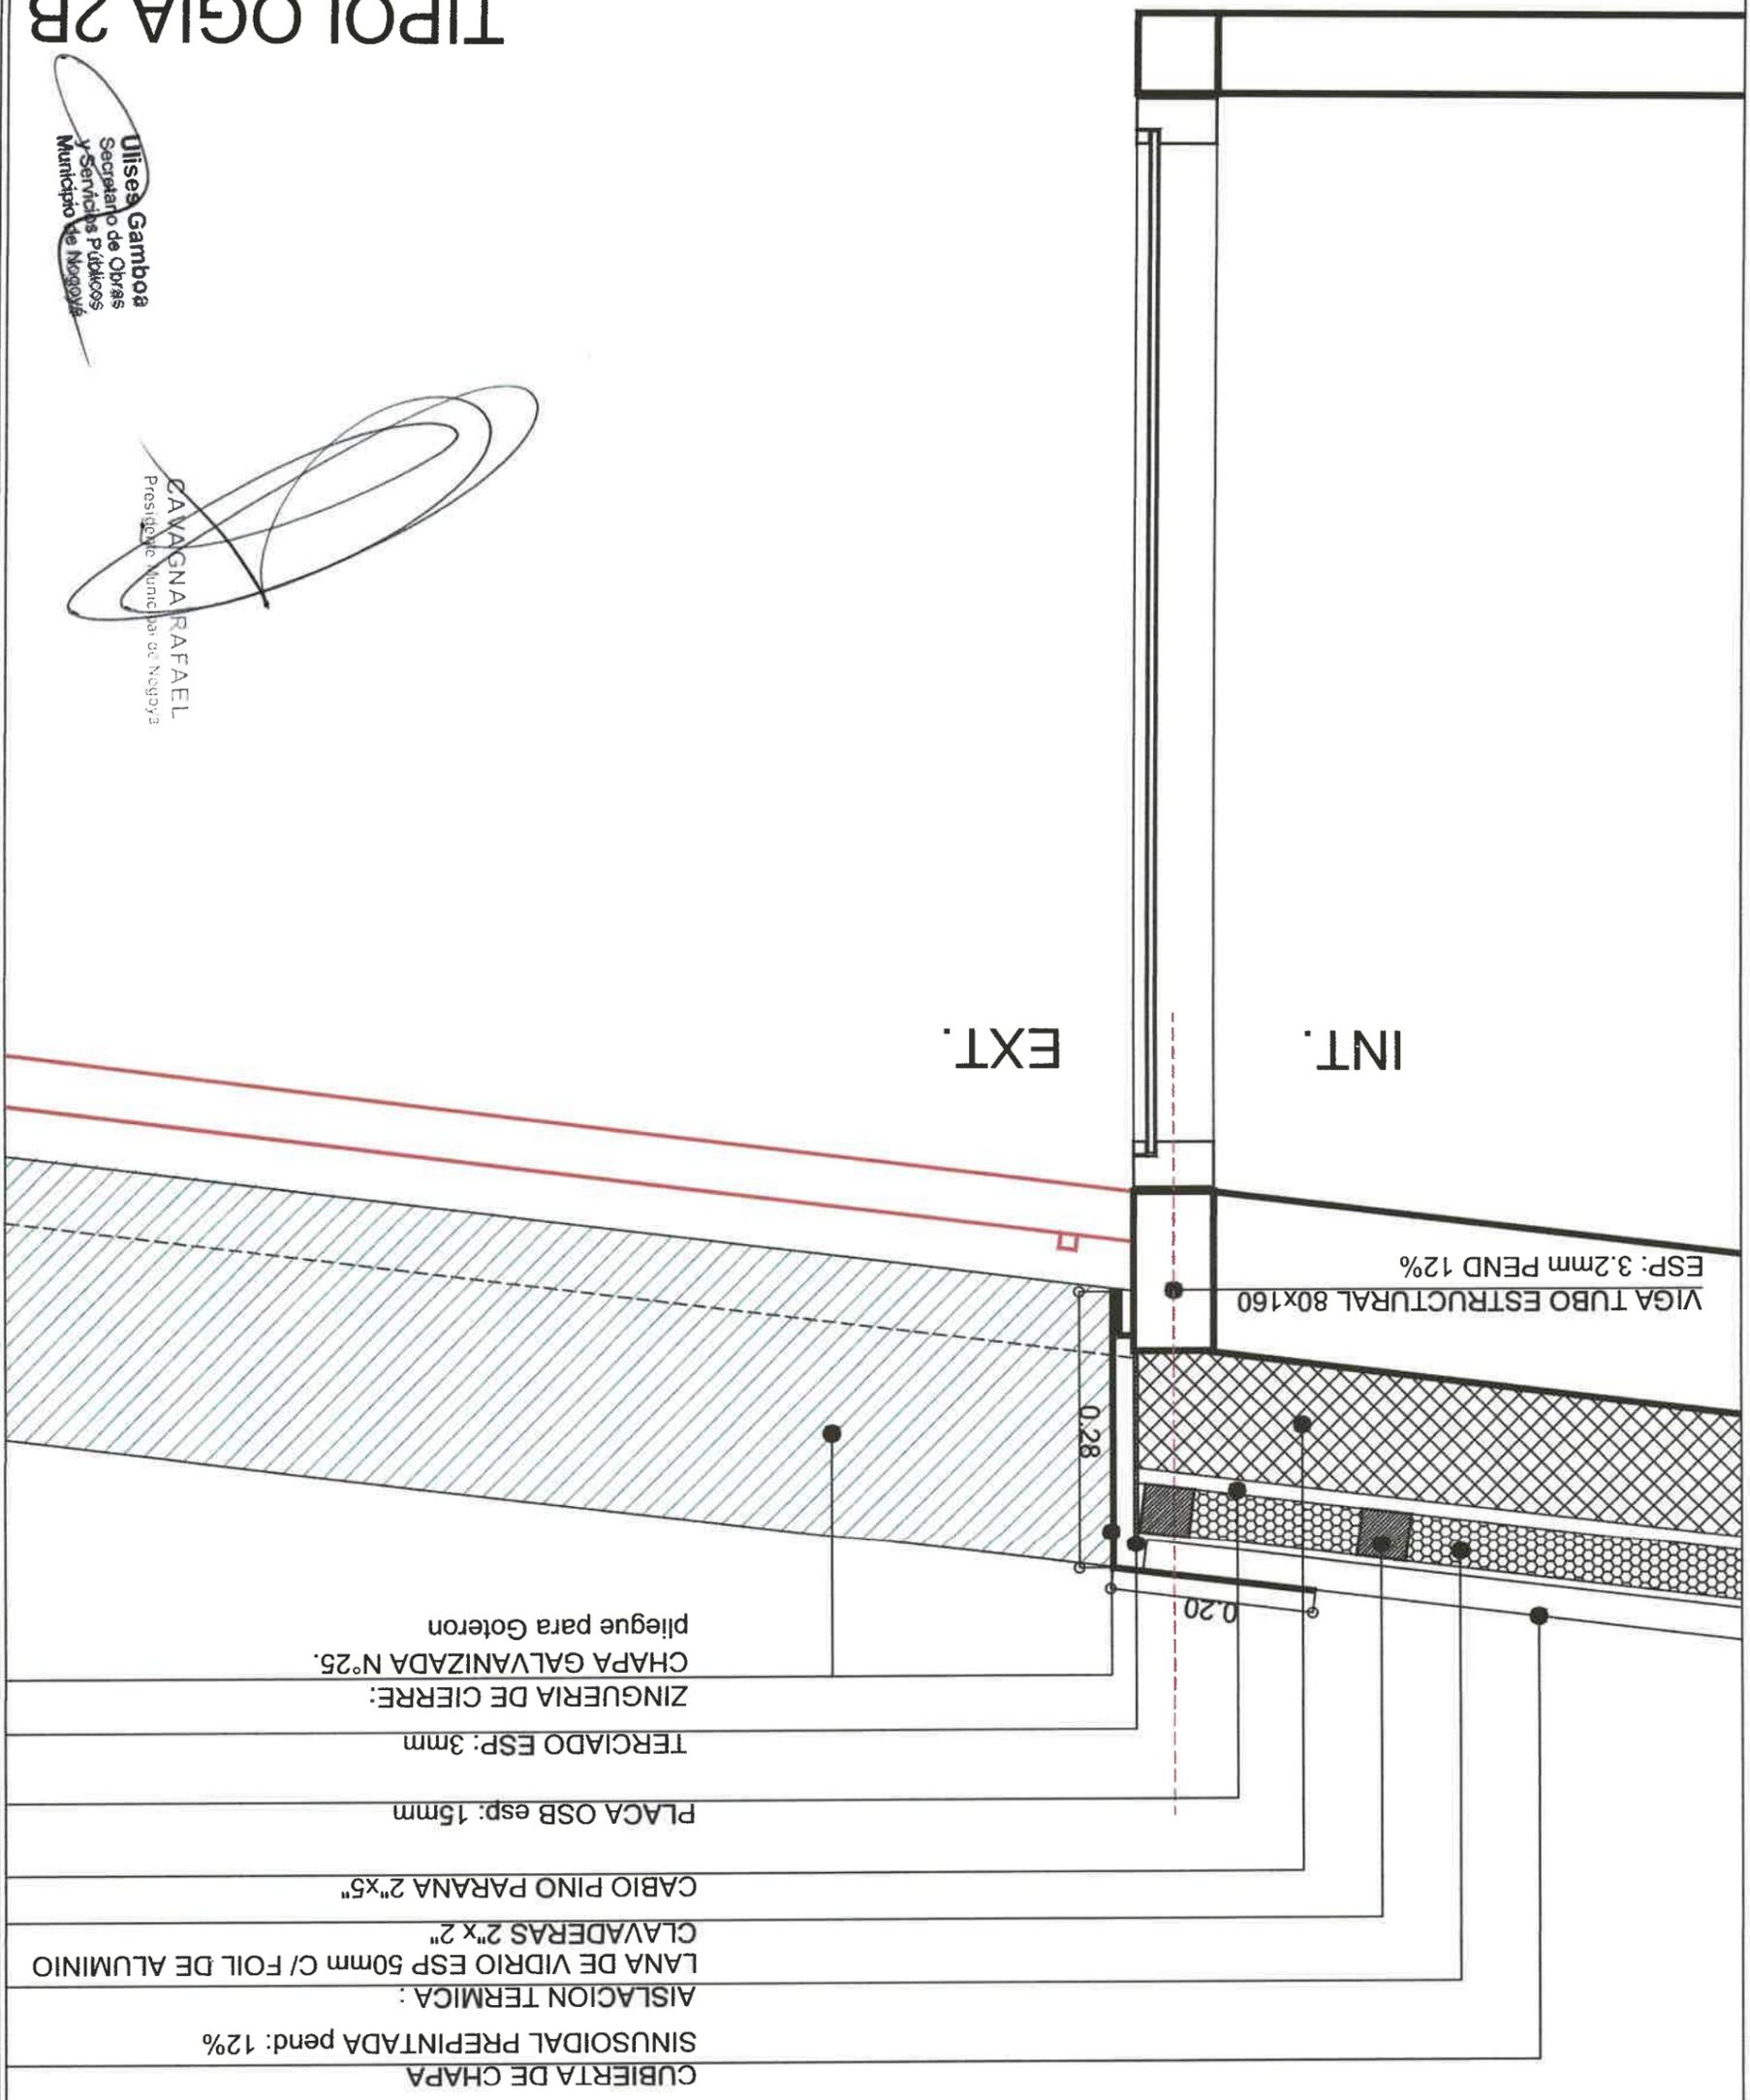 CUBIERTA DE CHAPA
SINUSOIDAL PREPINTADA pend: 12%
AISLACION TERMICA :
LANA DE VIDRIO ESP 50mm C/ FOIL DE ALUMINIO
CLAVADERAS 2"x 2"
CABIO PINO PARANA 2"x5"
PLACA OSB esp: 15mm
TERCIADO ESP: 3mm
ZINGUERIA DE CIERRE:
CHAPA GALVANIZADA N°25.
pliegue para Goteron
0.20
0.28
VIGA TUBO ESTRUCTURAL 80x160
ESP: 3.2mm PEND 12%
INT.
EXT.
CAVAGNA RAFAEL
Presidente Municipal de Nogoyá
Ulises Gamboa
Secretario de Obras
y Servicios Públicos
Municipio de Nogoyá
TIPOLOGIA 2B